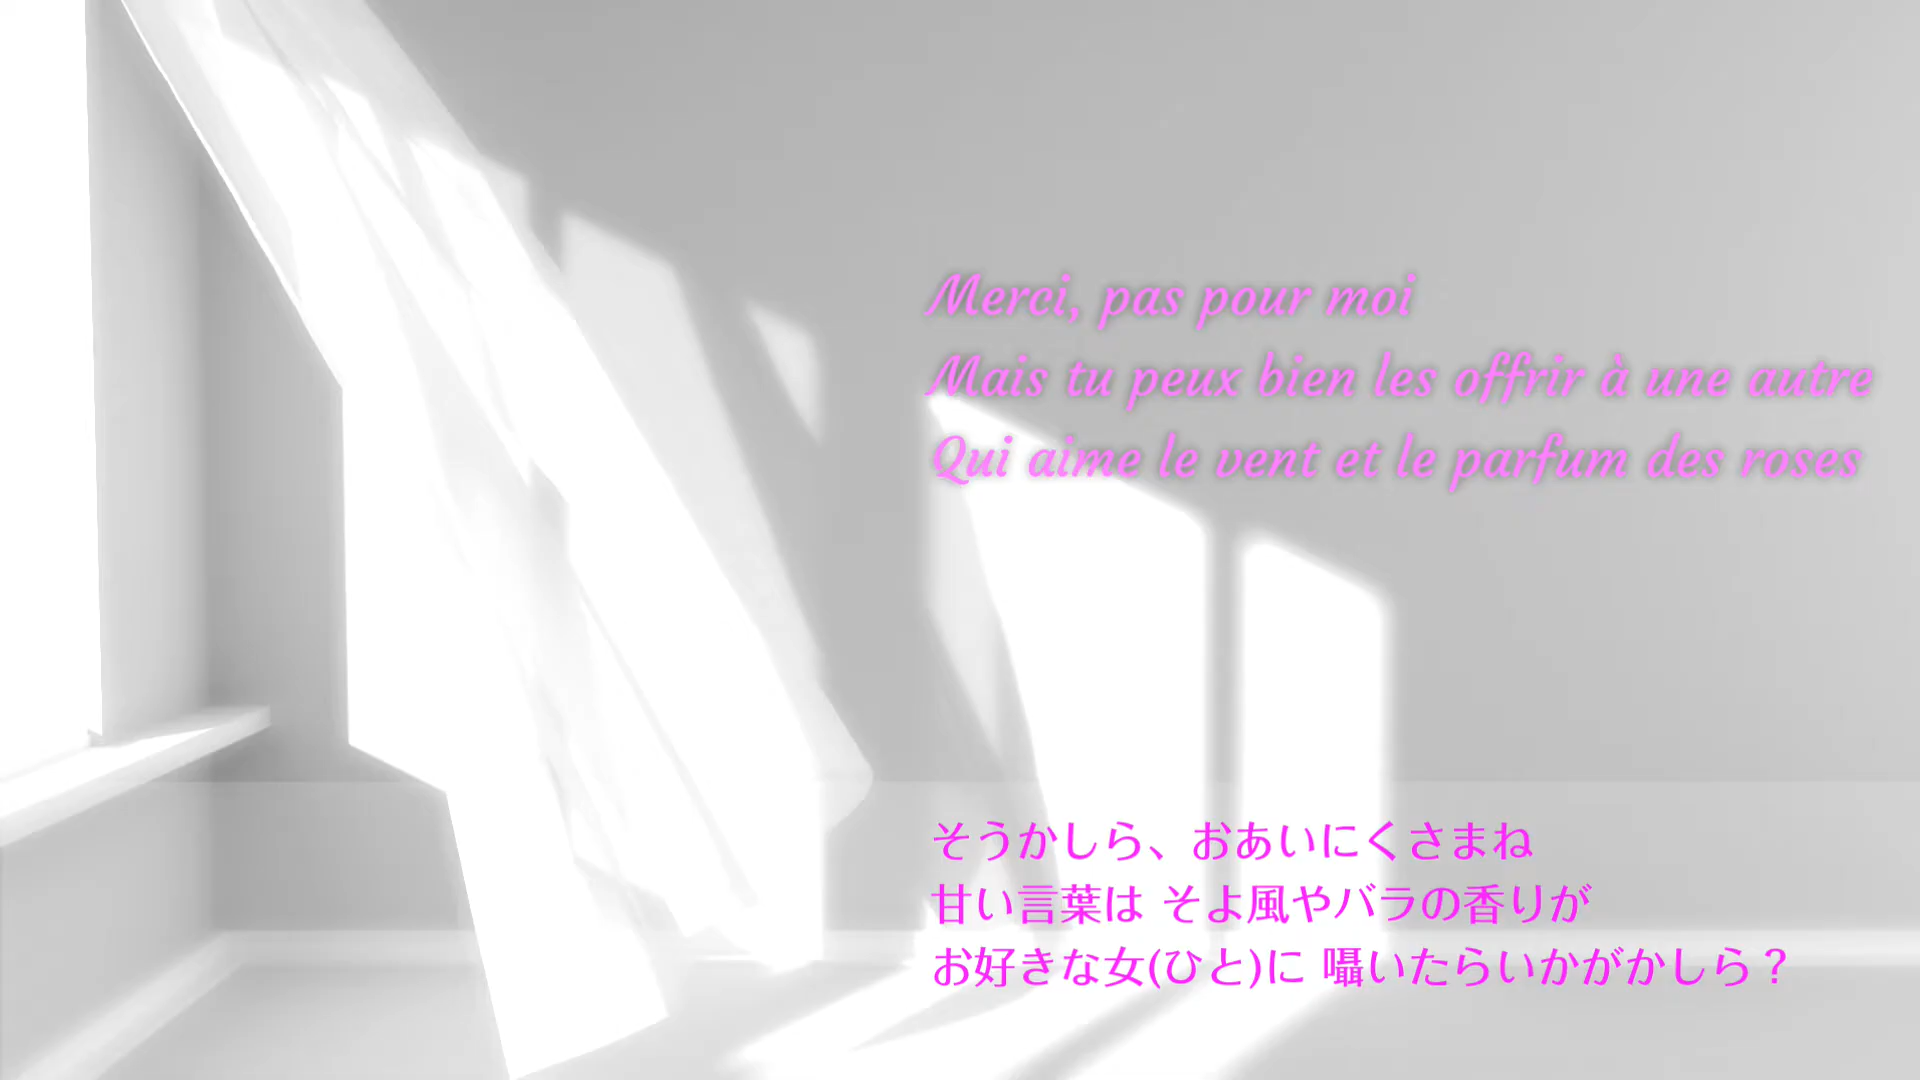 Merci, pas pour moi
Mais tu peux bien les offrir à une autre
Qui aime le vent et le parfum des roses
そうかしら、おあいにくさまね
甘い言葉は そよ風やバラの香りが
お好きな女(ひと)に 囁いたらいかがかしら？